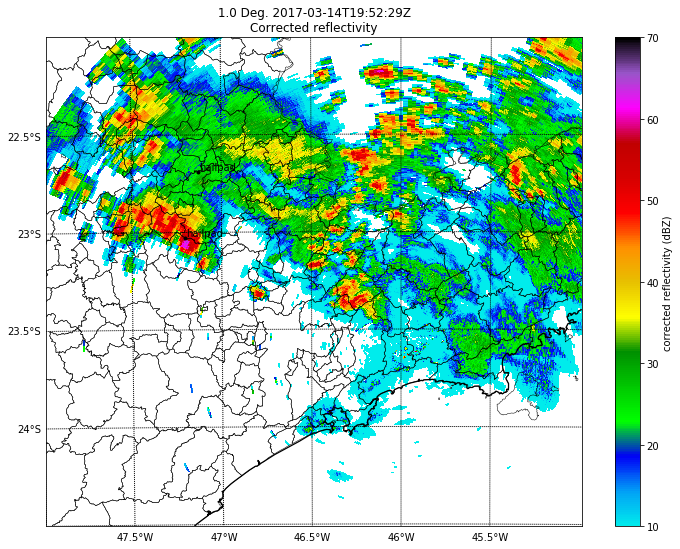 1.0 Deg. 2017-03-14T19:52:29Z
Corrected reflectivity
70
60
50
40
30
20
10
corrected reflectivity (dBZ)
22.5°S
23°S
23.5°S
24°S
47.5°W
47°W
46.5°W
46°W
45.5°W